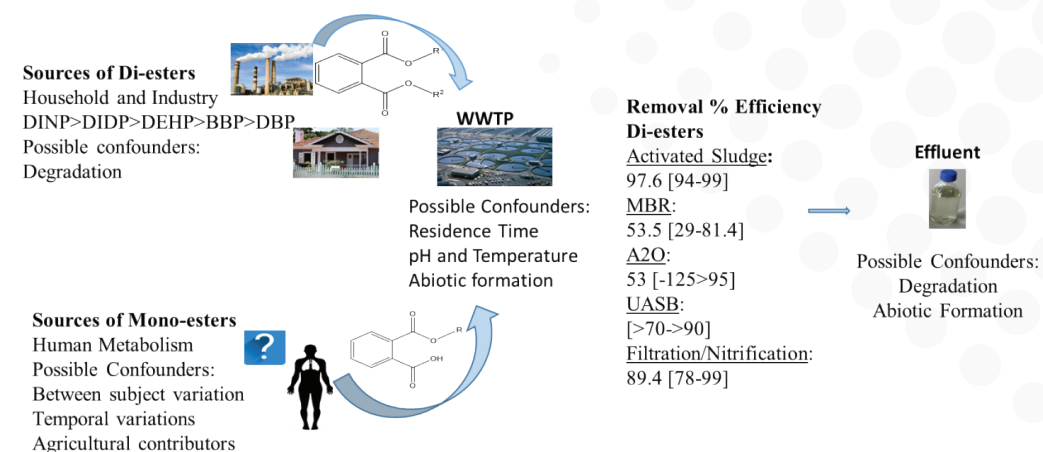 Sources of Di-esters
Household and Industry
DINP>DIDP>DEHP>BBP>DBP
Possible confounders:
Degradation
O
R
O
O
R2
O
WWTP
Possible Confounders:
Residence Time
pH and Temperature
Abiotic formation
Sources of Mono-esters
Human Metabolism
Possible Confounders:
Between subject variation
Temporal variations
Agricultural contributors
?
O
R
O
OH
O
Removal % Efficiency
Di-esters
Activated Sludge:
97.6 [94-99]
MBR:
53.5 [29-81.4]
A2O:
53 [-125>95]
UASB:
[>70->90]
Filtration/Nitrification:
89.4 [78-99]
Effluent
Possible Confounders:
Degradation
Abiotic Formation